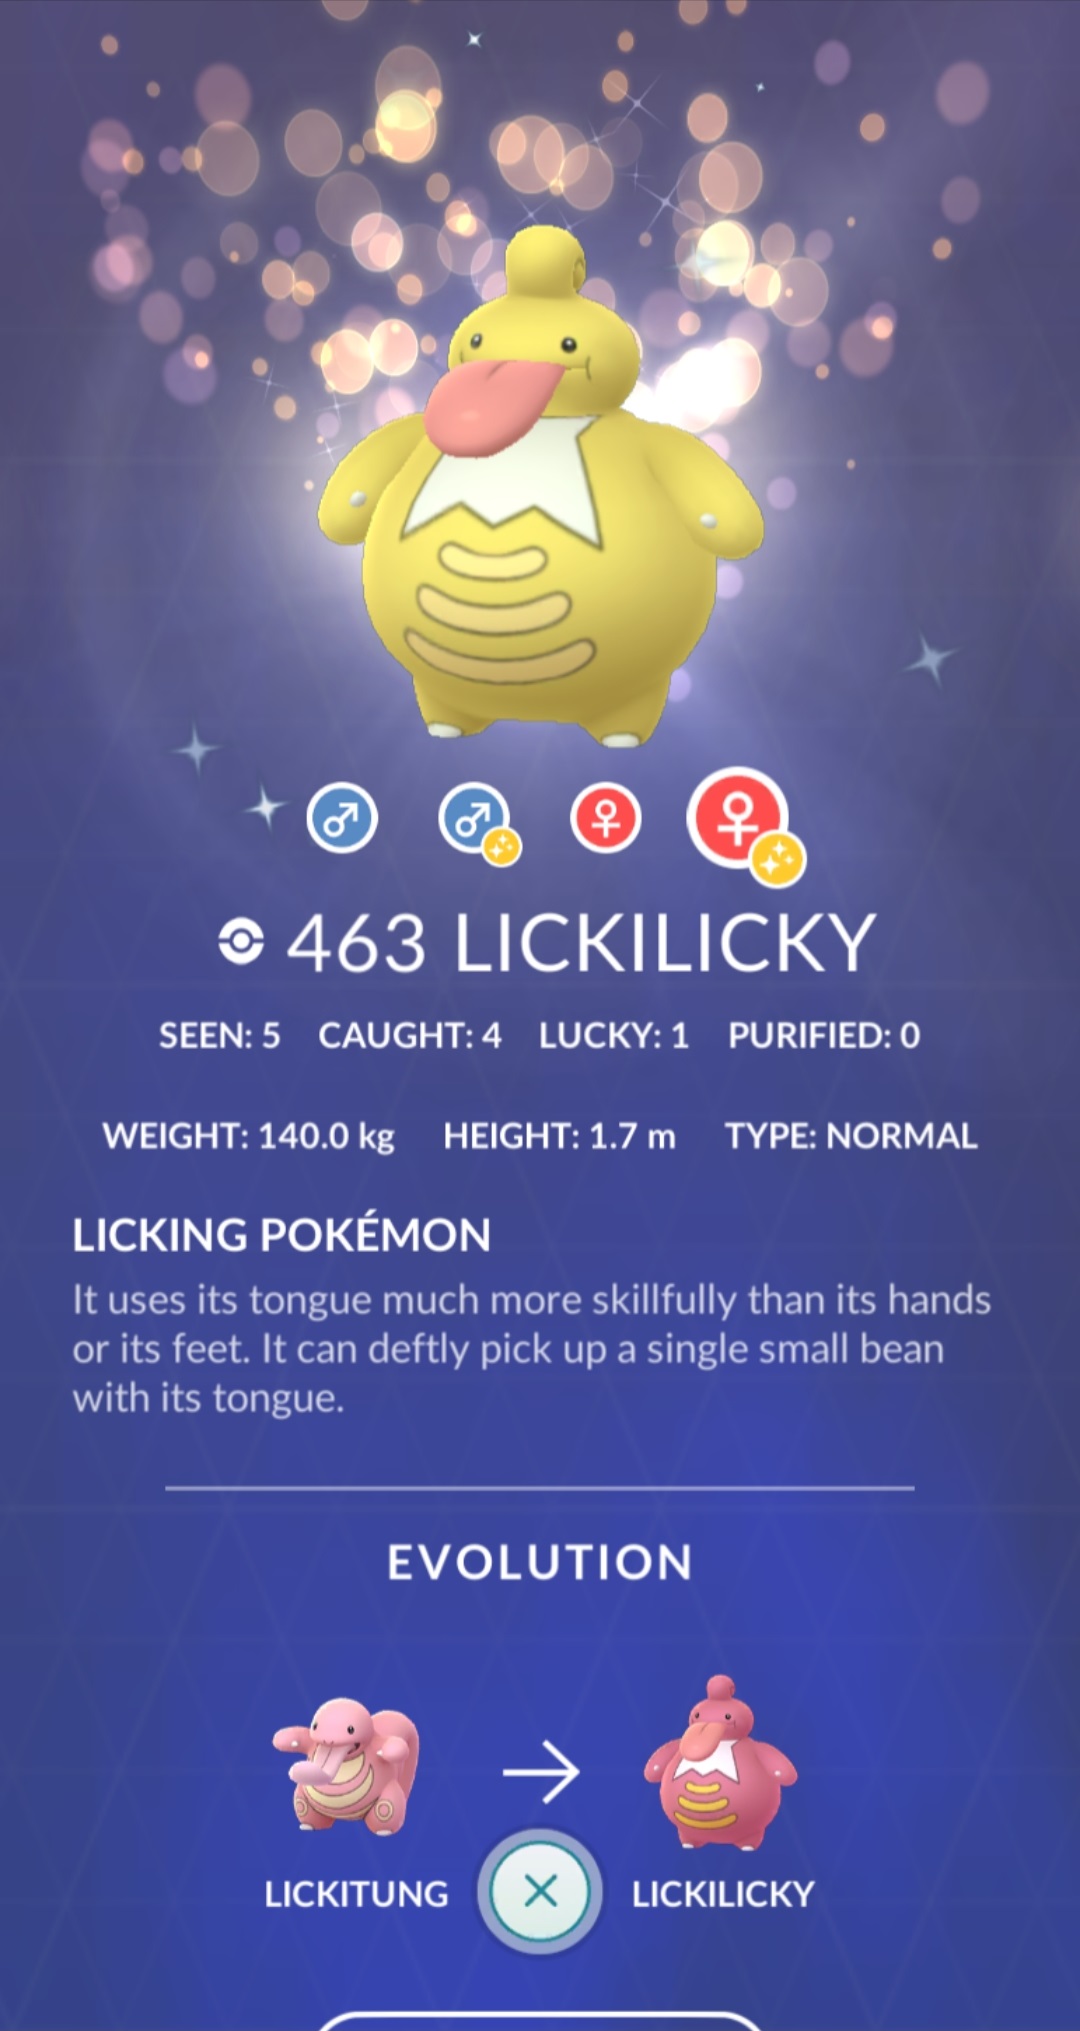 463 LICKILICKY
SEEN: 5 CAUGHT: 4 LUCKY: 1 PURIFIED: 0
WEIGHT: 140.0 kg HEIGHT: 1.7 m TYPE: NORMAL
LICKING POKÉMON
It uses its tongue much more skillfully than its hands
or its feet. It can deftly pick up a single small bean
with its tongue.
EVOLUTION
LICKITUNG LICKILICKY